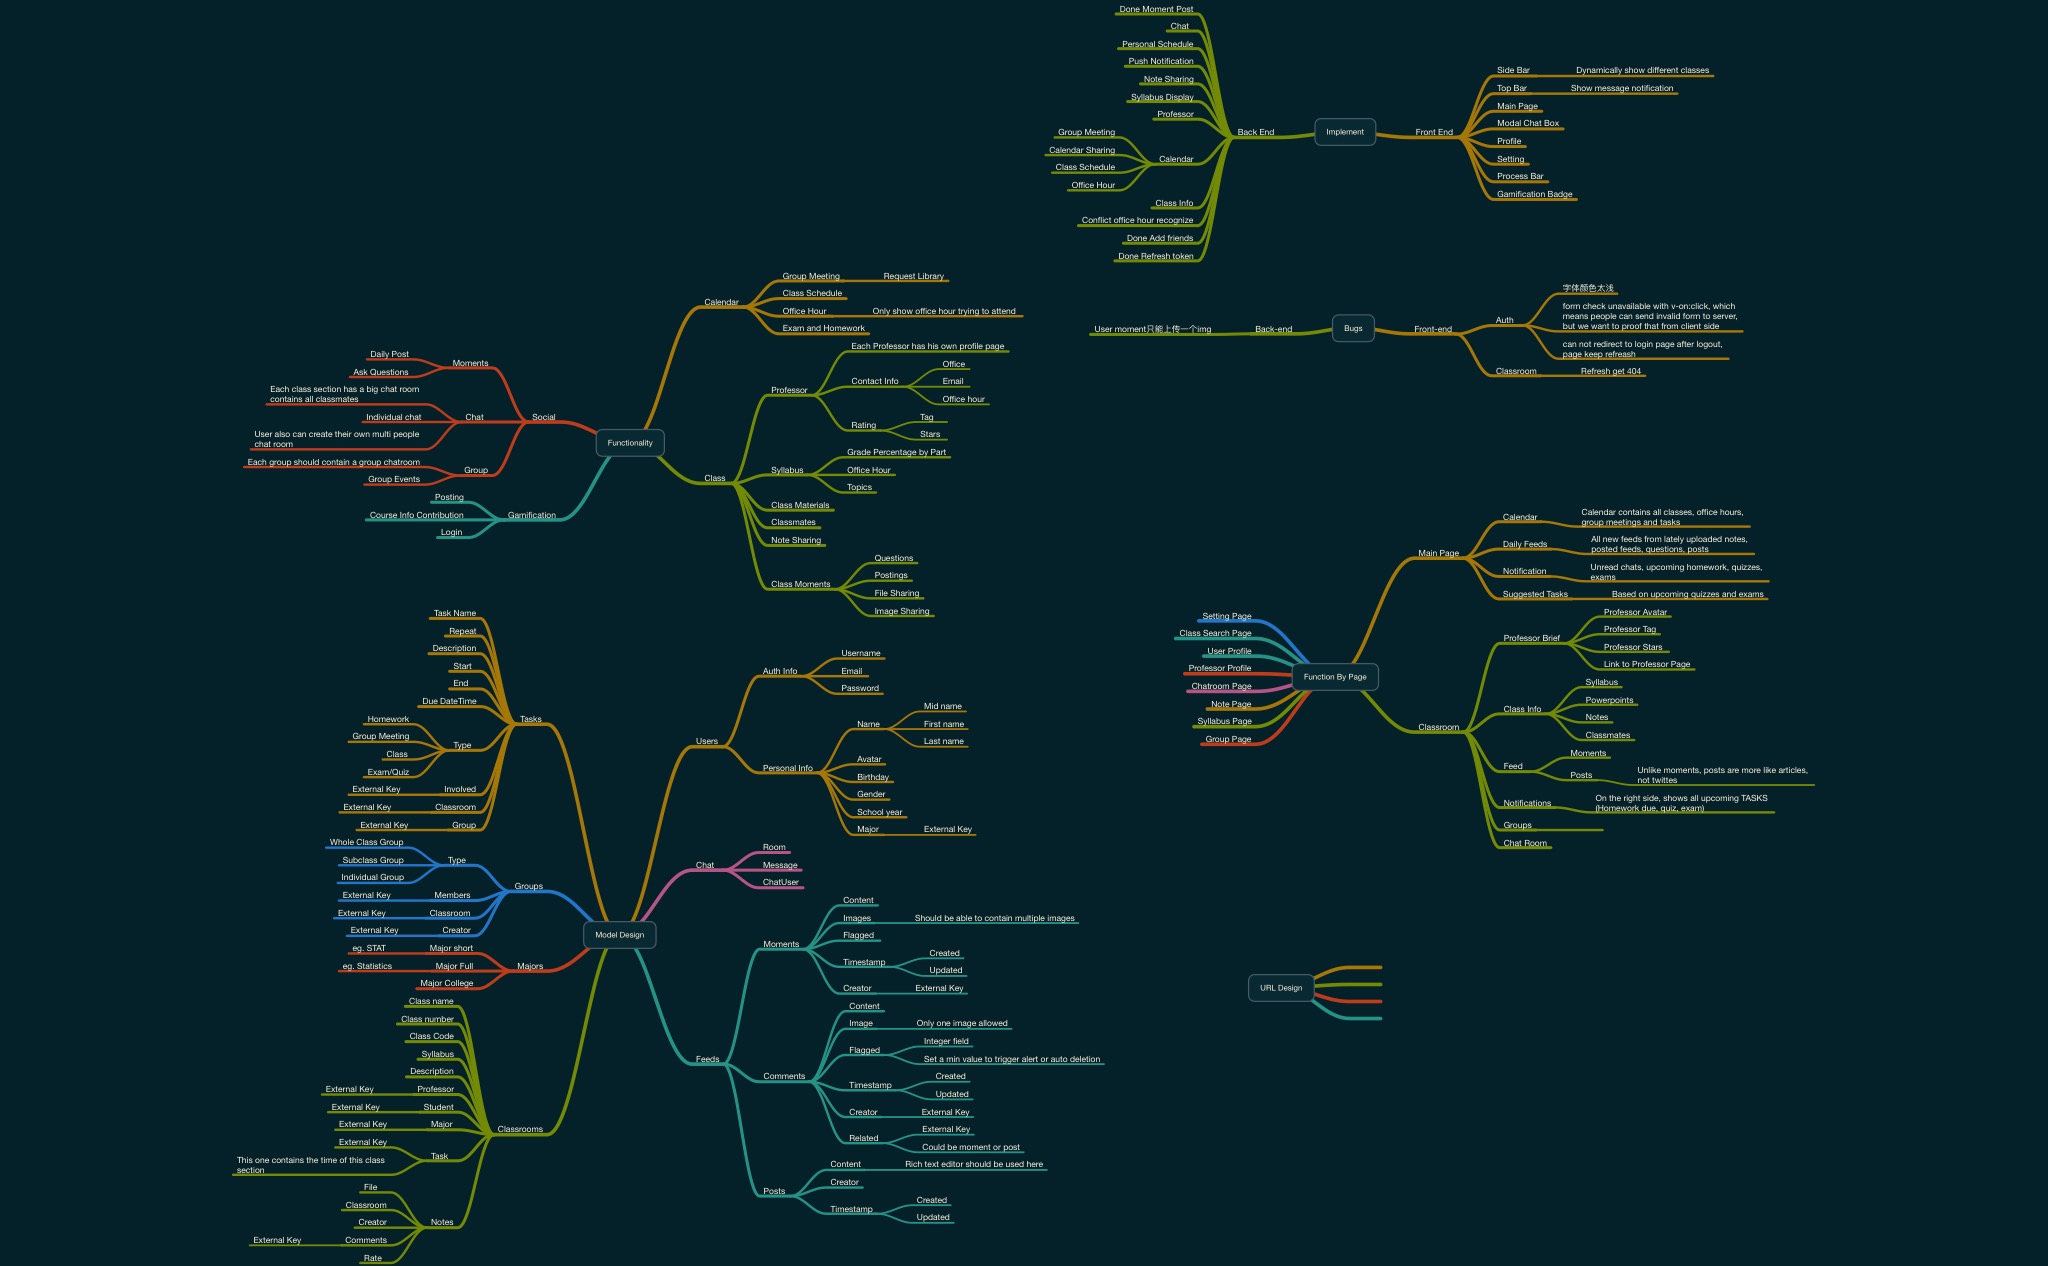 Done Moment Post
Chat
Personal Schedule
Push Notification
Note Sharing
Syllabus Display
Professor
Group Meeting
Calendar Sharing
Class Schedule
Office Hour
Calendar
Class Info
Conflict office hour recognize
Done Add friends
Done Refresh token
Back End
Implement
Front End
Side Bar
Dynamically show different classes
Top Bar
Show message notification
Main Page
Modal Chat Box
Profile
Setting
Process Bar
Gamification Badge
User moment只能上传一个img
Back-end
Bugs
Front-end
Auth
字体颜色太浅
form check unavailable with v-on:click, which
means people can send invalid form to server,
but we want to proof that from client side
can not redirect to login page after logout,
page keep refreash
Classroom
Refresh get 404
Functionality
Calendar
Group Meeting
Request Library
Class Schedule
Office Hour
Only show office hour trying to attend
Exam and Homework
Social
Moments
Daily Post
Ask Questions
Chat
Each class section has a big chat room
contains all classmates
Individual chat
User also can create their own multi people
chat room
Group
Each group should contain a group chatroom
Group Events
Gamification
Posting
Course Info Contribution
Login
Class
Professor
Each Professor has his own profile page
Contact Info
Office
Email
Office hour
Rating
Tag
Stars
Syllabus
Grade Percentage by Part
Office Hour
Topics
Class Materials
Classmates
Note Sharing
Class Moments
Questions
Postings
File Sharing
Image Sharing
Function By Page
Setting Page
Class Search Page
User Profile
Professor Profile
Chatroom Page
Note Page
Syllabus Page
Group Page
Main Page
Calendar
Calendar contains all classes, office hours,
group meetings and tasks
Daily Feeds
All new feeds from lately uploaded notes,
posted feeds, questions, posts
Notification
Unread chats, upcoming homework, quizzes,
exams
Suggested Tasks
Based on upcoming quizzes and exams
Classroom
Professor Brief
Professor Avatar
Professor Tag
Professor Stars
Link to Professor Page
Class Info
Syllabus
Powerpoints
Notes
Classmates
Feed
Moments
Posts
Unlike moments, posts are more like articles,
not twittes
Notifications
On the right side, shows all upcoming TASKS
(Homework due, quiz, exam)
Groups
Chat Room
Model Design
Tasks
Task Name
Repeat
Description
Start
End
Due DateTime
Type
Homework
Group Meeting
Class
Exam/Quiz
Involved
External Key
Classroom
External Key
Group
External Key
Groups
Type
Whole Class Group
Subclass Group
Individual Group
Members
External Key
Classroom
External Key
Creator
External Key
Majors
Major short
eg. STAT
Major Full
eg. Statistics
Major College
Classrooms
Class name
Class number
Class Code
Syllabus
Description
Professor
External Key
Student
External Key
Major
External Key
Task
External Key
This one contains the time of this class
section
Notes
File
Classroom
Creator
Comments
External Key
Rate
Users
Auth Info
Username
Email
Password
Personal Info
Name
Mid name
First name
Last name
Avatar
Birthday
Gender
School year
Major
External Key
Chat
Room
Message
ChatUser
Feeds
Moments
Content
Images
Should be able to contain multiple images
Flagged
Timestamp
Created
Updated
Creator
External Key
Comments
Content
Image
Only one image allowed
Flagged
Integer field
Set a min value to trigger alert or auto deletion
Timestamp
Created
Updated
Creator
External Key
Related
External Key
Could be moment or post
Posts
Content
Rich text editor should be used here
Creator
Timestamp
Created
Updated
URL Design